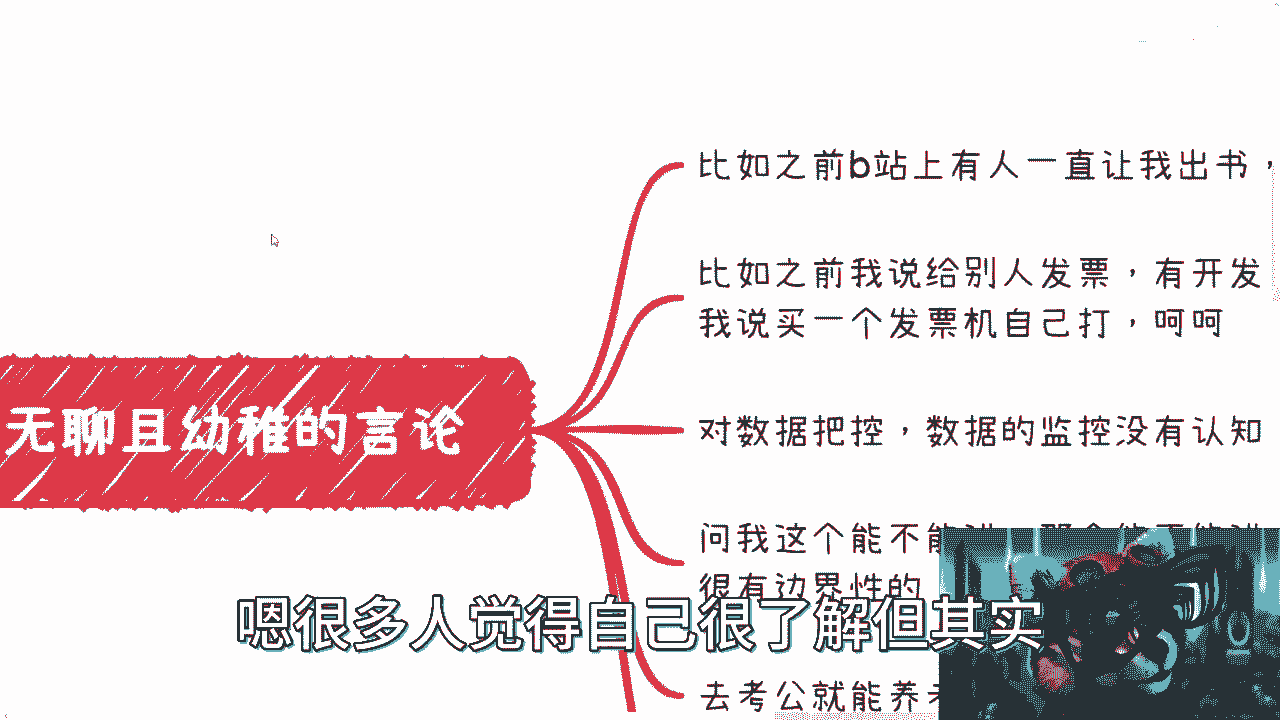 无聊且幼稚的言论
比如之前b站上有人一直让我出书，
比如之前我说给别人发票，有开发
我说买一个发票机自己打，呵呵
对数据把控，数据的监控没有认知
问我这个能不能
很有边界性的
去考公就能养
嗯很多人觉得自己很了解但其实